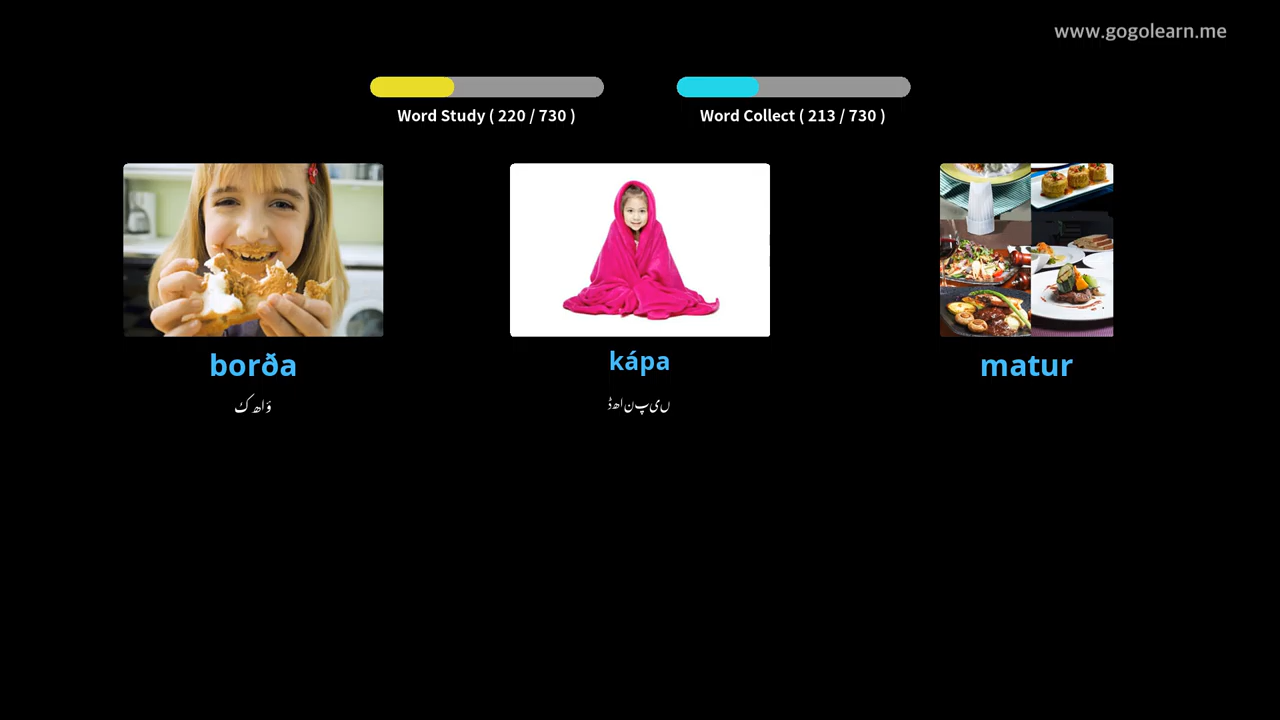 www.gogolearn.me
Word Study ( 220 / 730 )
Word Collect ( 213 / 730 )
borða
kápa
matur
کھاؤ
ڈھانپیں